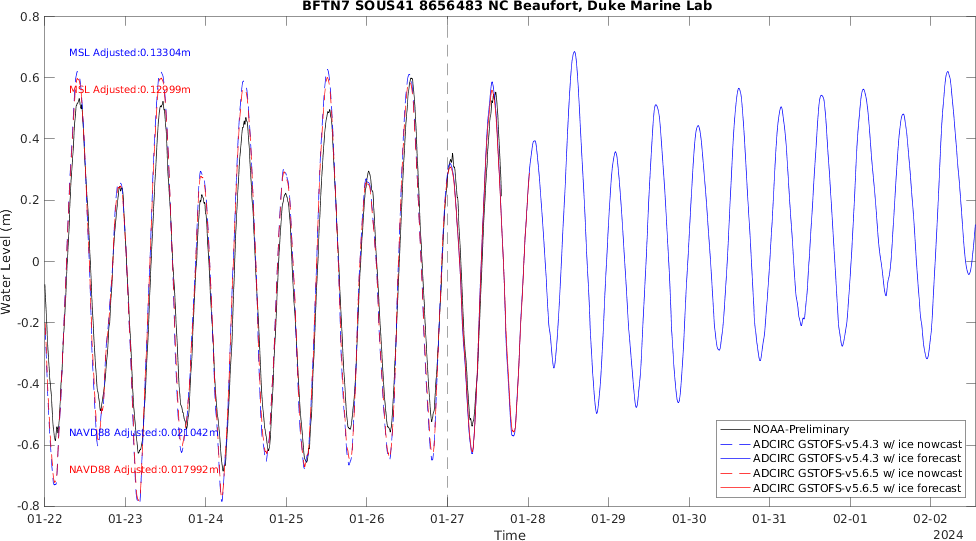 BFTN7 SOUS41 8656483 NC Beaufort, Duke Marine Lab
0.8
0.6
0.4
0.2
0
-0.2
-0.4
-0.6
-0.8
Water Level (m)
MSL Adjusted:0.13304m
MSL Adjusted:0.12999m
NAVD88 Adjusted:0.021042m
NAVD88 Adjusted:0.017992m
NOAA-Preliminary
ADCIRC GSTOFS-v5.4.3 w/ ice nowcast
ADCIRC GSTOFS-v5.4.3 w/ ice forecast
ADCIRC GSTOFS-v5.6.5 w/ ice nowcast
ADCIRC GSTOFS-v5.6.5 w/ ice forecast
01-22 01-23 01-24 01-25 01-26 01-27 01-28 01-29 01-30 01-31 02-01 02-02
Time
2024